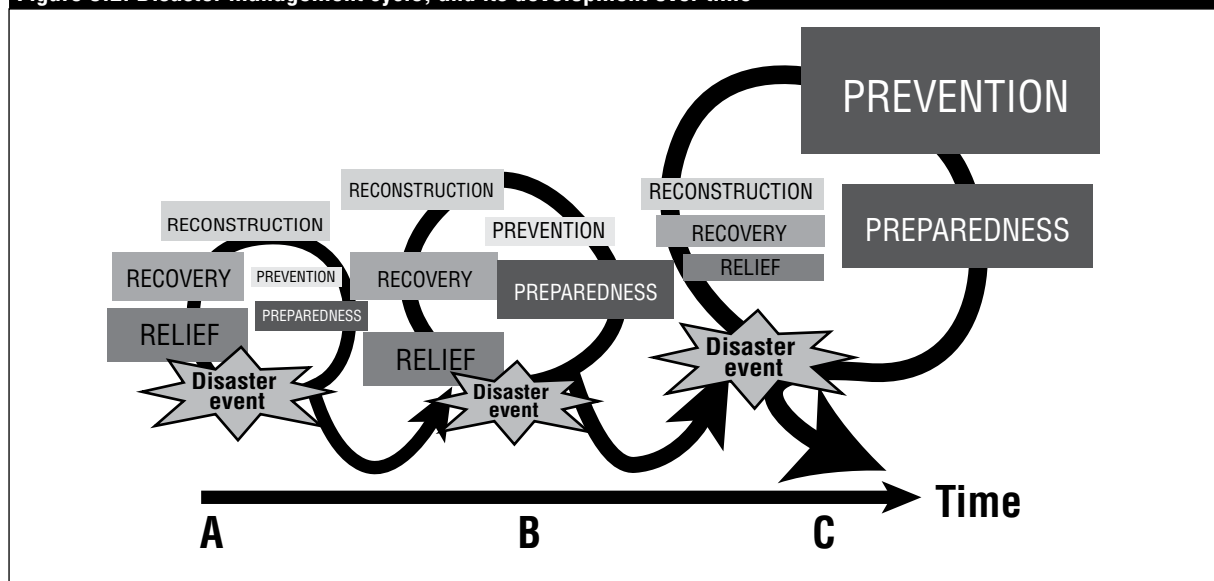 RECONSTRUCTION
RECOVERY
PREVENTION
PREPAREDNESS
RELIEF
Disaster
event
RECONSTRUCTION
PREVENTION
RECOVERY
PREPAREDNESS
RELIEF
Disaster
event
PREVENTION
RECONSTRUCTION
PREPAREDNESS
RECOVERY
RELIEF
Disaster
event
Time
A
B
C